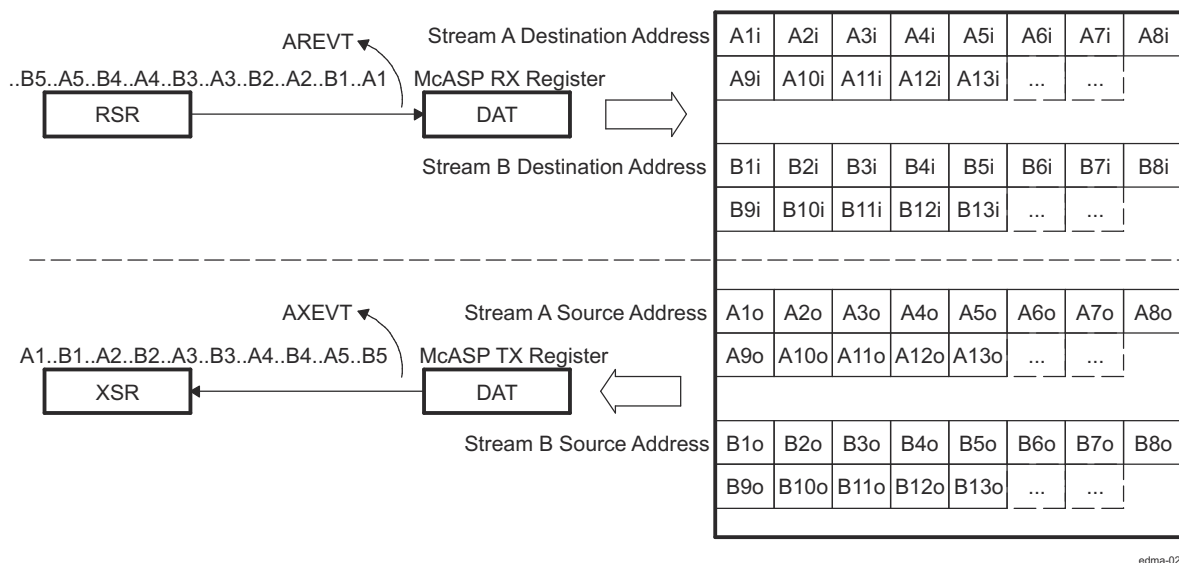 Stream A Destination Address A1i A2i A3i A4i A5i A6i A7i A8i
AREVT
..B5..A5..B4..A4..B3..A3..B2..A2..B1..A1 McASP RX Register A9i A10i A11i A12i A13i ... ...
RSR DAT
Stream B Destination Address B1i B2i B3i B4i B5i B6i B7i B8i
B9i B10i B11i B12i B13i ... ...
AXEVT Stream A Source Address A1o A2o A3o A4o A5o A6o A7o A8o
A1..B1..A2..B2..A3..B3..A4..B4..A5..B5 McASP TX Register A9o A10o A11o A12o A13o ... ...
XSR DAT
Stream B Source Address B1o B2o B3o B4o B5o B6o B7o B8o
B9o B10o B11o B12o B13o ... ...
edma-02